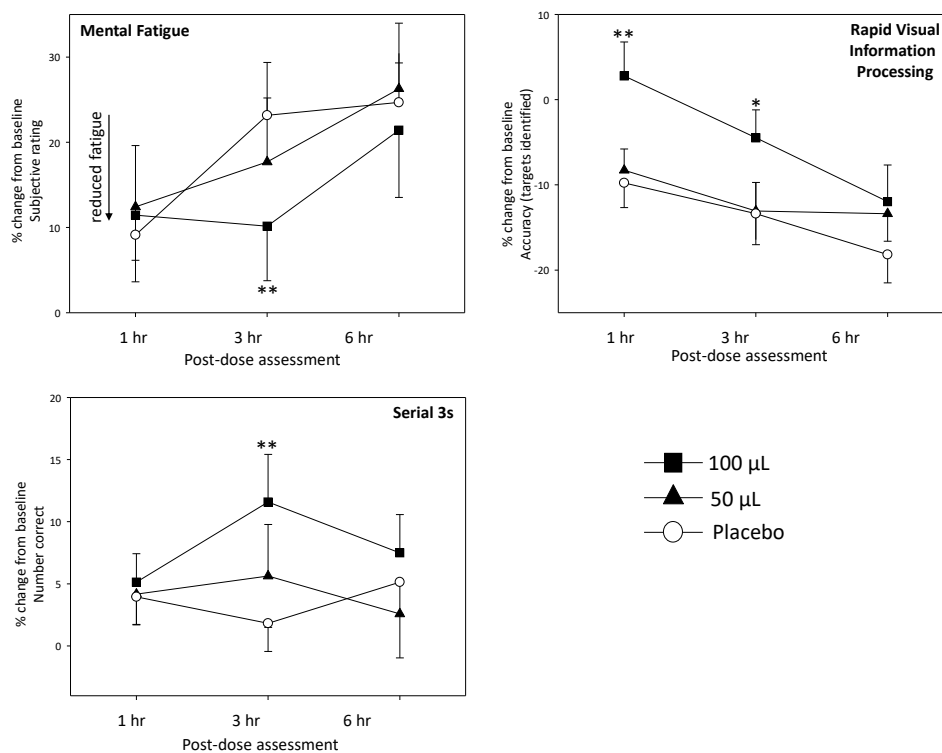 Mental Fatigue
30
20
10
0
% change from baseline
Subjective rating
reduced fatigue
**
1 hr 3 hr 6 hr
Post-dose assessment
Rapid Visual
Information
Processing
10
0
-10
-20
% change from baseline
Accuracy (targets identified)
**
*
1 hr 3 hr 6 hr
Post-dose assessment
Serial 3s
20
15
10
5
0
% change from baseline
Number correct
**
1 hr 3 hr 6 hr
Post-dose assessment
100 µL
50 µL
Placebo